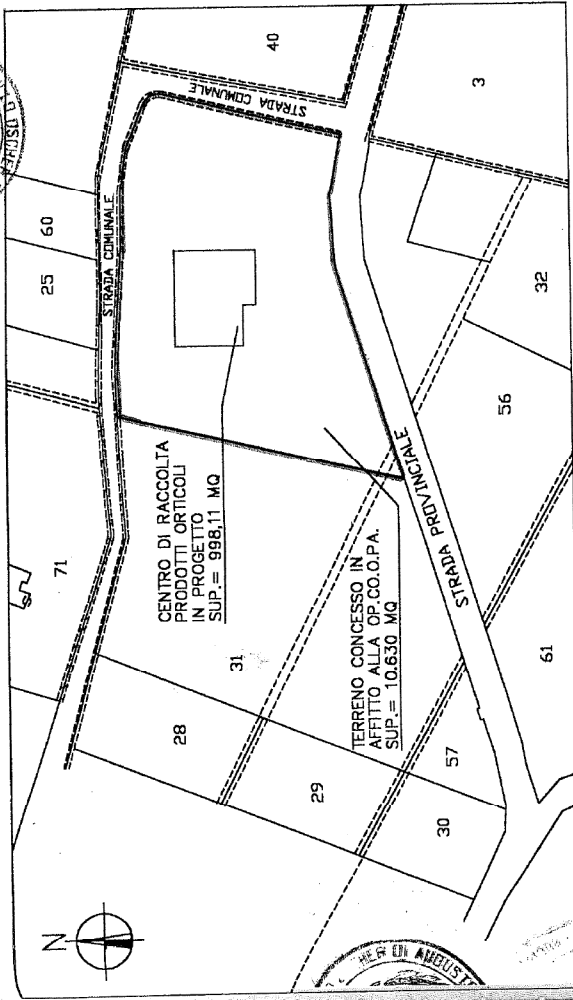 N
71
25
60
40
STRADA COMUNALE
STRADA COMUNALE
CENTRO DI RACCOLTA
PRODOTTI ORTICOLI
IN PROGETTO
SUP.= 998,11 MQ
28
31
29
30
57
TERRENO CONCESSO IN
AFFITTO ALLA OP.CO.O.PA.
SUP.= 10.630 MQ
STRADA PROVINCIALE
3
32
56
61